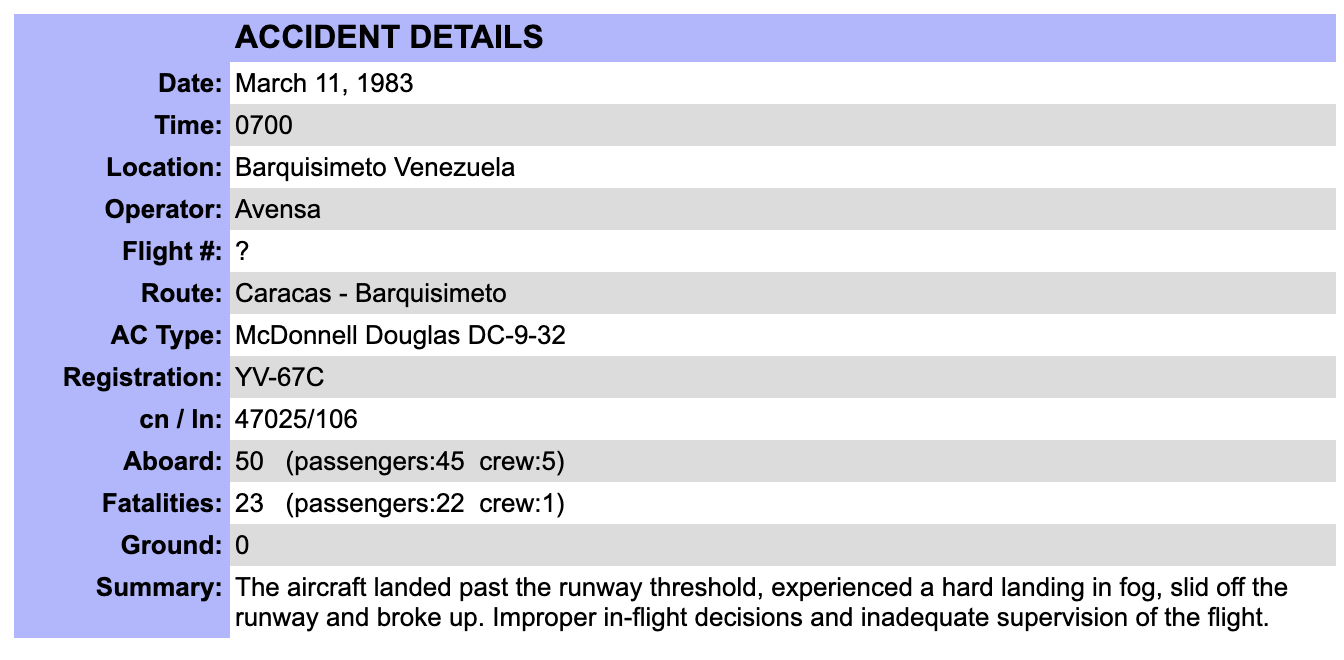 ACCIDENT DETAILS
Date: March 11, 1983
Time: 0700
Location: Barquisimeto Venezuela
Operator: Avensa
Flight #: ?
Route: Caracas - Barquisimeto
AC Type: McDonnell Douglas DC-9-32
Registration: YV-67C
cn / ln: 47025/106
Aboard: 50 (passengers:45 crew:5)
Fatalities: 23 (passengers:22 crew:1)
Ground: 0
Summary: The aircraft landed past the runway threshold, experienced a hard landing in fog, slid off the
runway and broke up. Improper in-flight decisions and inadequate supervision of the flight.